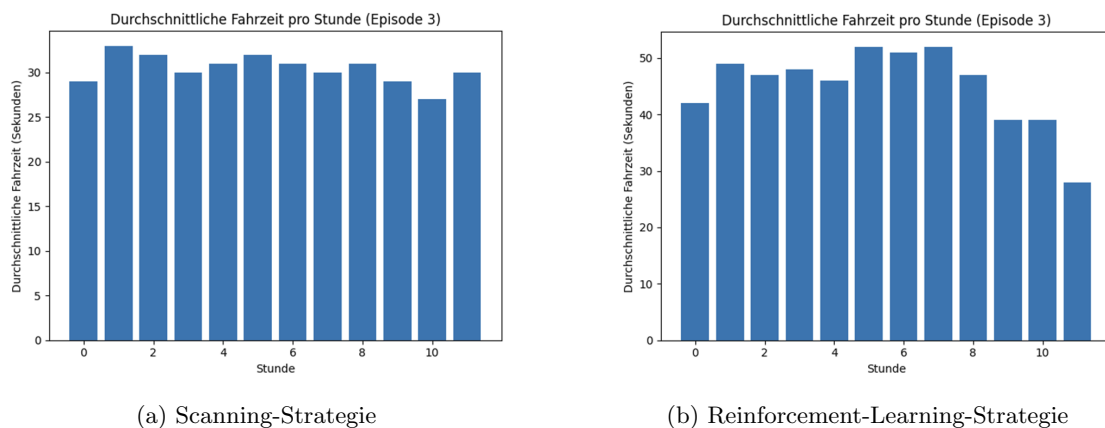 Durchschnittliche Fahrzeit pro Stunde (Episode 3)
Durchschnittliche Fahrzeit (Sekunden)
30
25
20
15
10
5
0
0 2 4 6 8 10
Stunde
(a) Scanning-Strategie
Durchschnittliche Fahrzeit pro Stunde (Episode 3)
Durchschnittliche Fahrzeit (Sekunden)
50
40
30
20
10
0
0 2 4 6 8 10
Stunde
(b) Reinforcement-Learning-Strategie